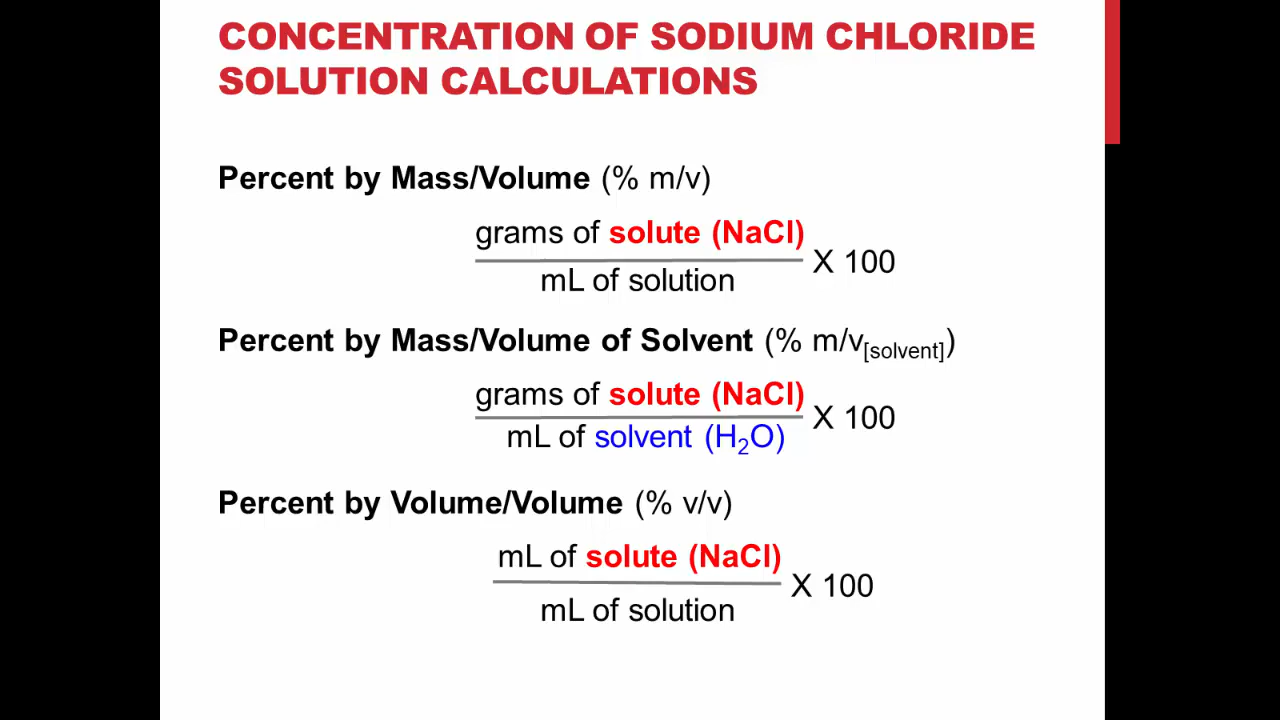 CONCENTRATION OF SODIUM CHLORIDE
SOLUTION CALCULATIONS
Percent by Mass/Volume (% m/v)
grams of solute (NaCl)
X 100
mL of solution
Percent by Mass/Volume of Solvent (% m/v[solvent])
grams of solute (NaCl)
X 100
mL of solvent (H2O)
Percent by Volume/Volume (% v/v)
mL of solute (NaCl)
X 100
mL of solution